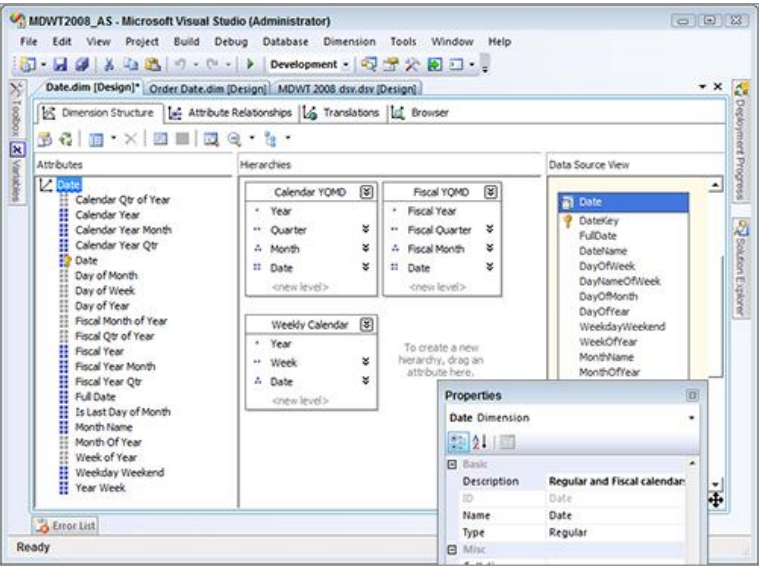 MDWT2008_AS - Microsoft Visual Studio (Administrator)
File Edit View Project Build Debug Database Dimension Tools Window Help
Development
Date.dim [Design]* Order Date.dim [Design] MDWT 2008 dsv.dsv [Design]
Dimension Structure Attribute Relationships Translations Browser
Toolbox
Variables
Attributes
Date
Calendar Qtr of Year
Calendar Year
Calendar Year Month
Calendar Year Qtr
Date
Day of Month
Day of Week
Day of Year
Fiscal Month of Year
Fiscal Qtr of Year
Fiscal Year
Fiscal Year Month
Fiscal Year Qtr
Full Date
Is Last Day of Month
Month Name
Month Of Year
Week of Year
Weekday Weekend
Year Week
Hierarchies
Calendar YQMD
Year
Quarter
Month
Date
<new level>
Fiscal YQMD
Fiscal Year
Fiscal Quarter
Fiscal Month
Date
<new level>
Weekly Calendar
Year
Week
Date
<new level>
To create a new
hierarchy, drag an
attribute here.
Data Source View
Date
DateKey
FullDate
DateName
DayOfWeek
DayNameOfWeek
DayOfMonth
DayOfYear
WeekdayWeekend
WeekOfYear
MonthName
MonthOfYear
Deployment Progress
Solution Explorer
Properties
Date Dimension
Basic
Description Regular and Fiscal calendar
ID Date
Name Date
Type Regular
Misc
Error List
Ready